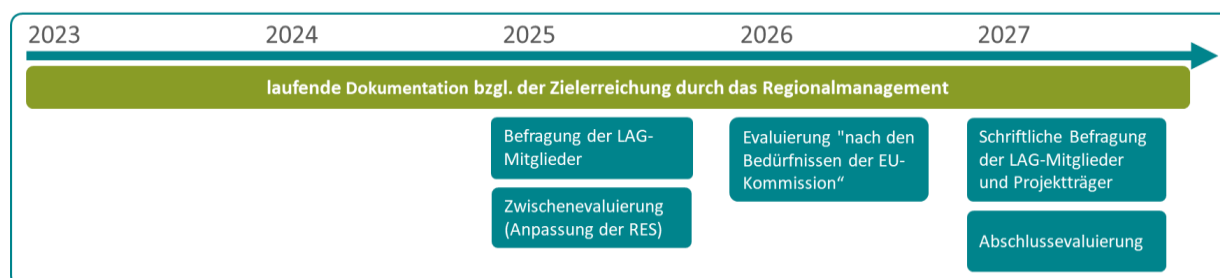 2023 2024 2025 2026 2027
laufende Dokumentation bzgl. der Zielerreichung durch das Regionalmanagement
Befragung der LAG-
Mitglieder
Zwischenevaluierung
(Anpassung der RES)
Evaluierung "nach den
Bedürfnissen der EU-
Kommission“
Schriftliche Befragung
der LAG-Mitglieder
und Projektträger
Abschlussevaluierung